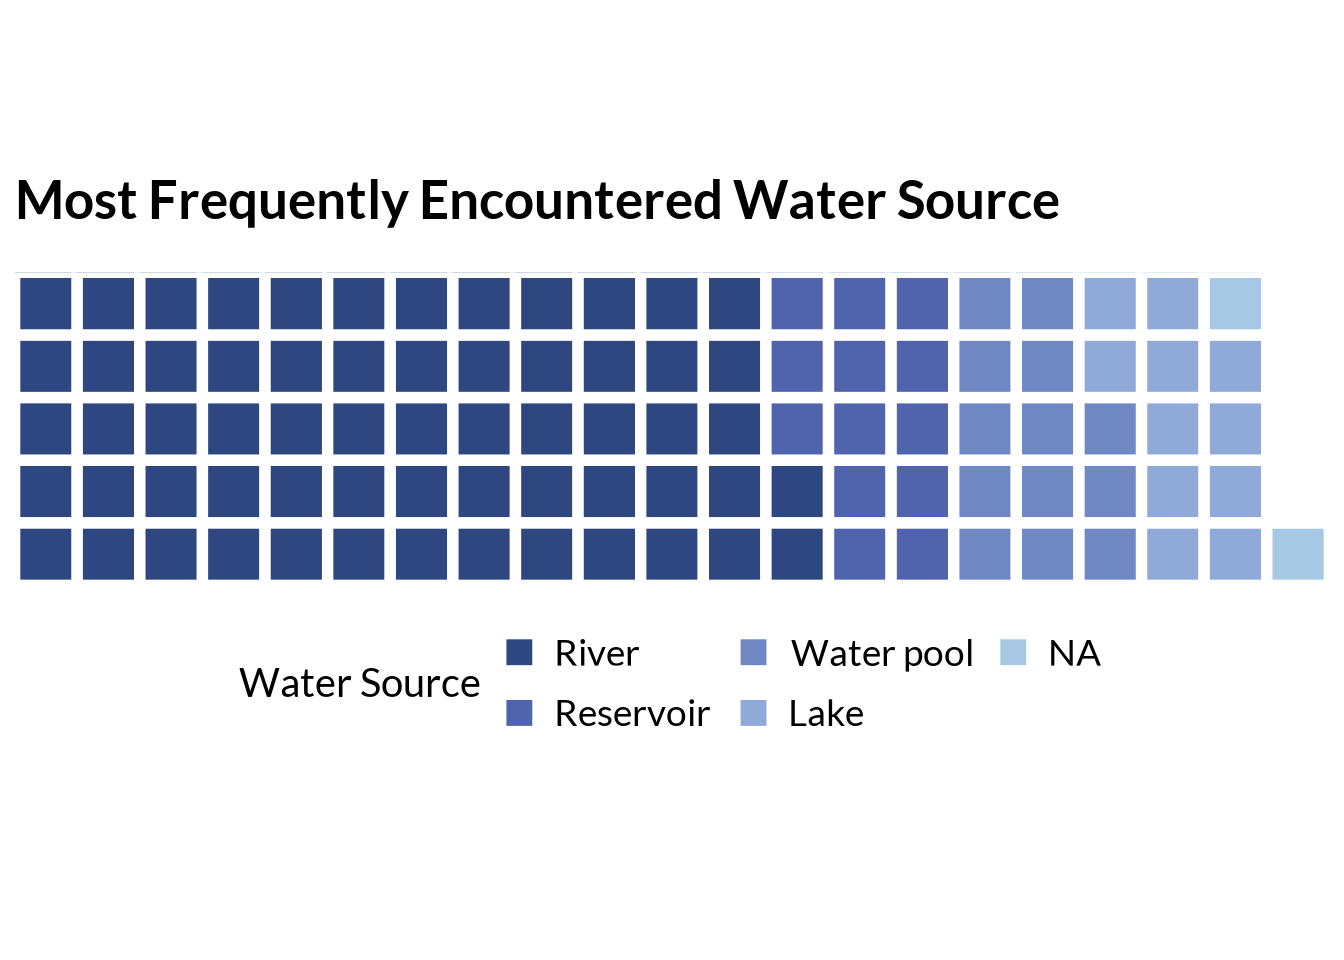 Most Frequently Encountered Water Source
Water Source
River
Water pool
NA
Reservoir
Lake